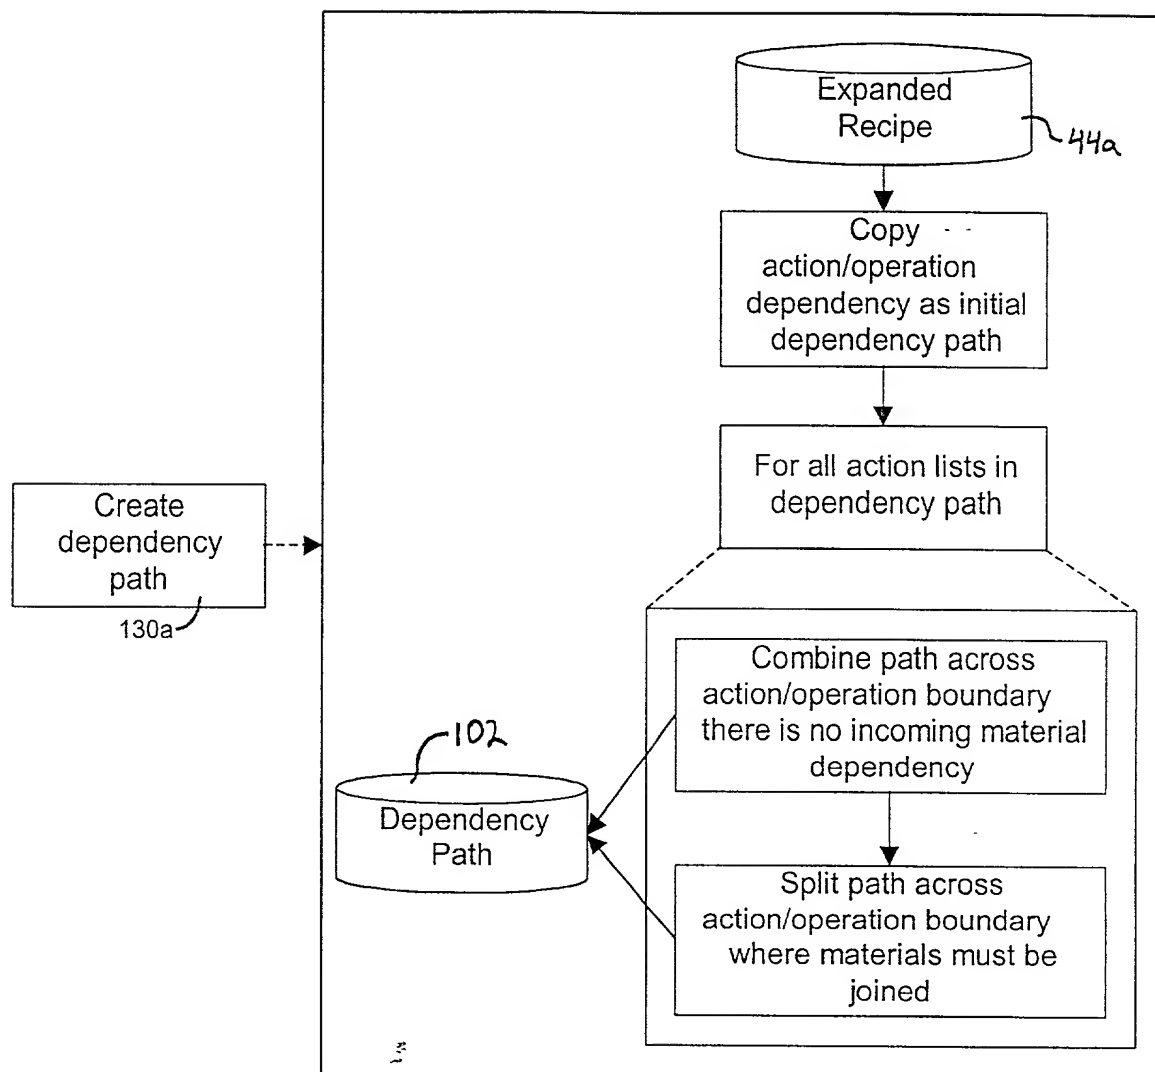 Expanded
Recipe
44a
Copy
action/operation
dependency as initial
dependency path
For all action lists in
dependency path
Create
dependency
path
130a
Combine path across
action/operation boundary
there is no incoming material
dependency
102
Dependency
Path
Split path across
action/operation boundary
where materials must be
joined